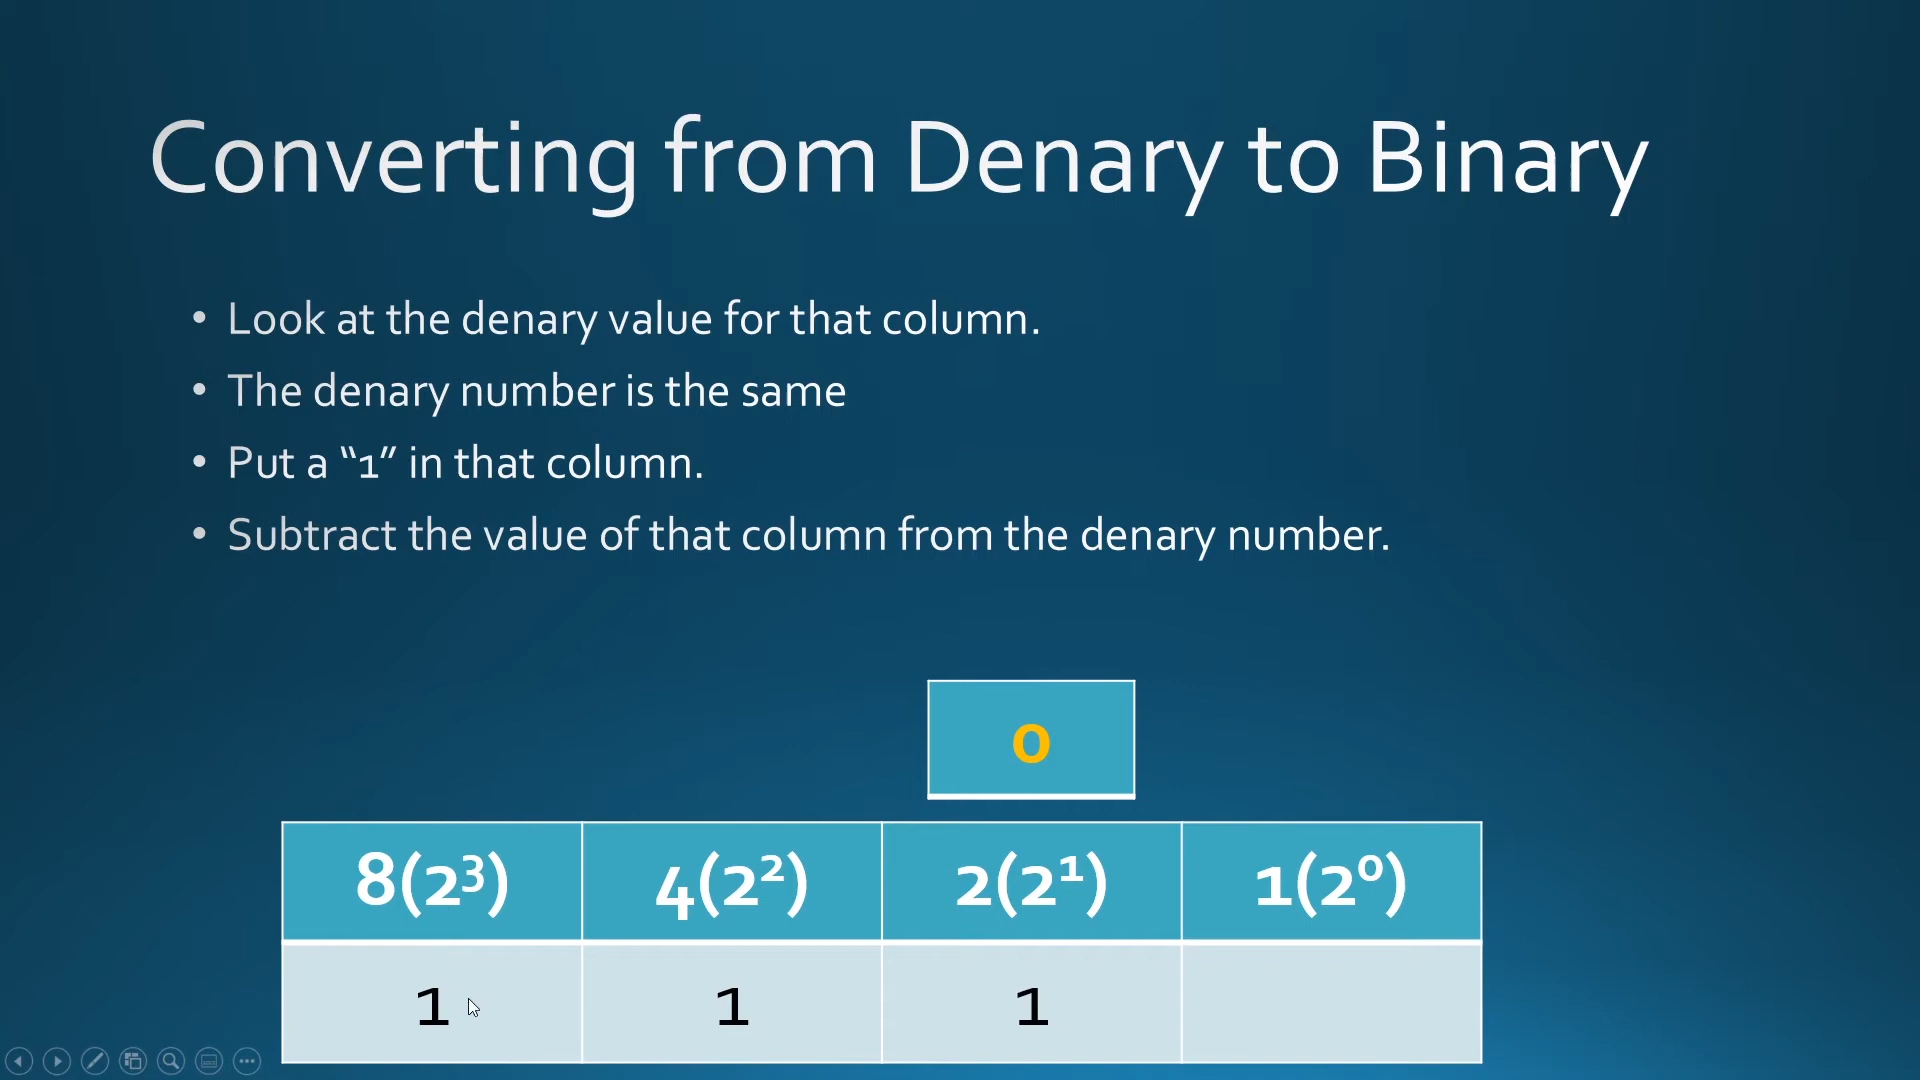 Converting from Denary to Binary
• Look at the denary value for that column.
• The denary number is the same
• Put a “1” in that column.
• Subtract the value of that column from the denary number.
0
8(2³) 4(2²) 2(2¹) 1(2⁰)
1 1 1